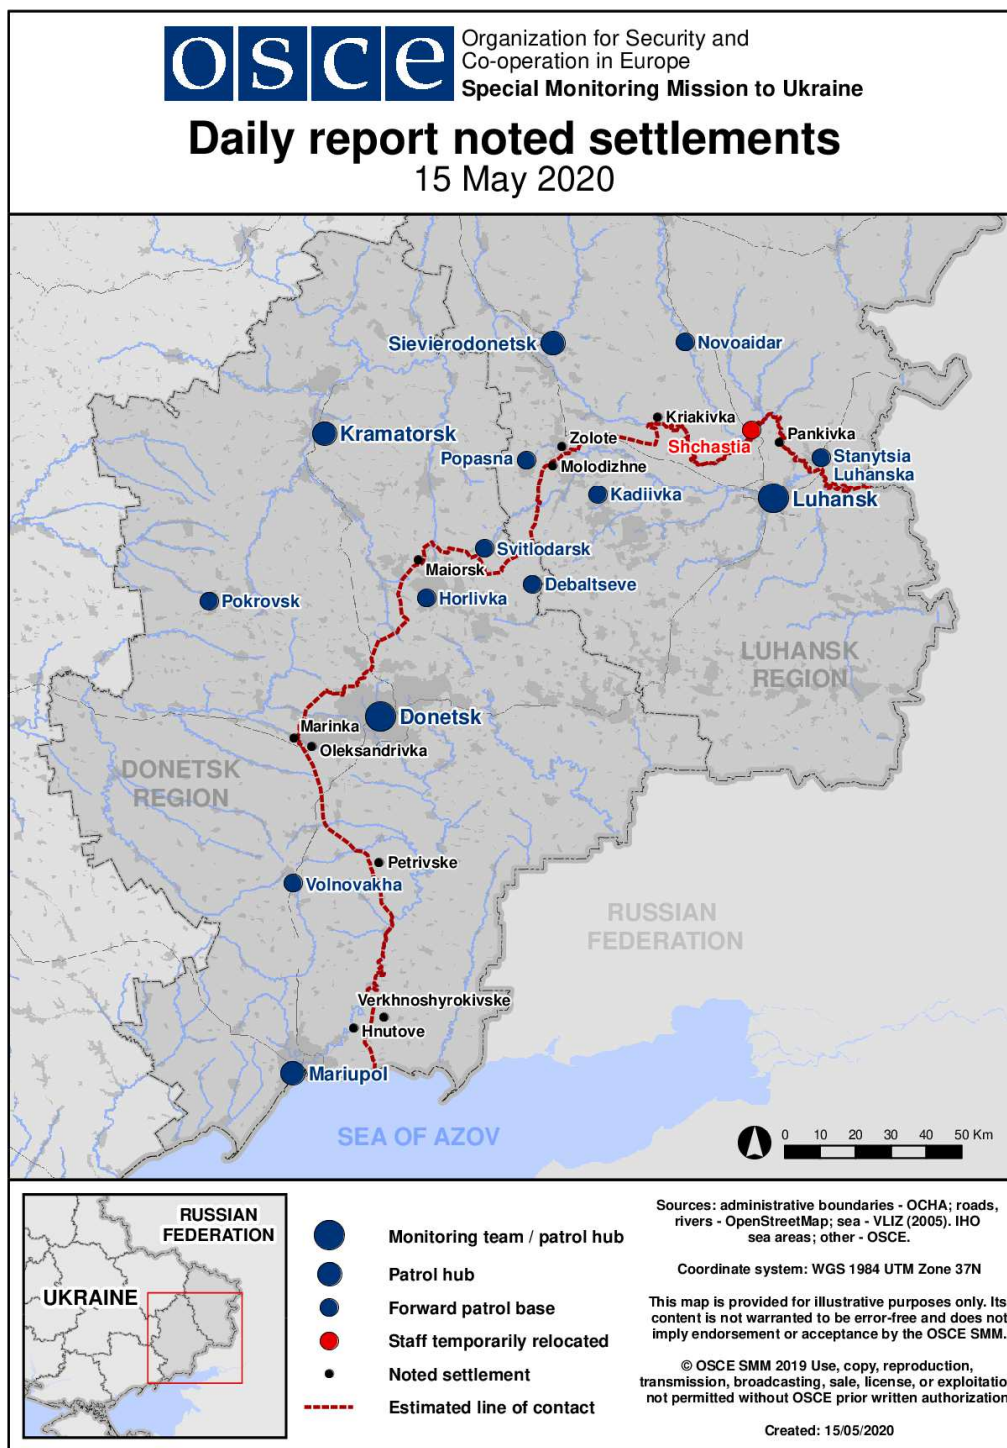 osce
Organization for Security and
Co-operation in Europe
Special Monitoring Mission to Ukraine
Daily report noted settlements
15 May 2020
Sievierodonetsk
Novoaidar
Kramatorsk
Kriakivka
Zolote
Shchastia
Pankivka
Popasna
Molodizhne
Stanytsia
Luhanska
Kadiivka
Luhansk
Svitlodarsk
Maiorsk
Debaltseve
Pokrovsk
Horlivka
LUHANSK
REGION
Donetsk
Marinka
Oleksandrivka
DONETSK
REGION
Petrivske
Volnovakha
RUSSIAN
FEDERATION
Verkhnoshyrokivske
Hnutove
Mariupol
SEA OF AZOV
0 10 20 30 40 50 Km
RUSSIAN
FEDERATION
UKRAINE
Monitoring team / patrol hub
Patrol hub
Forward patrol base
Staff temporarily relocated
Noted settlement
Estimated line of contact
Sources: administrative boundaries - OCHA; roads,
rivers - OpenStreetMap; sea - VLIZ (2005). IHO
sea areas; other - OSCE.
Coordinate system: WGS 1984 UTM Zone 37N
This map is provided for illustrative purposes only. Its
content is not warranted to be error-free and does not
imply endorsement or acceptance by the OSCE SMM.
© OSCE SMM 2019 Use, copy, reproduction,
transmission, broadcasting, sale, license, or exploitatio
not permitted without OSCE prior written authorization
Created: 15/05/2020